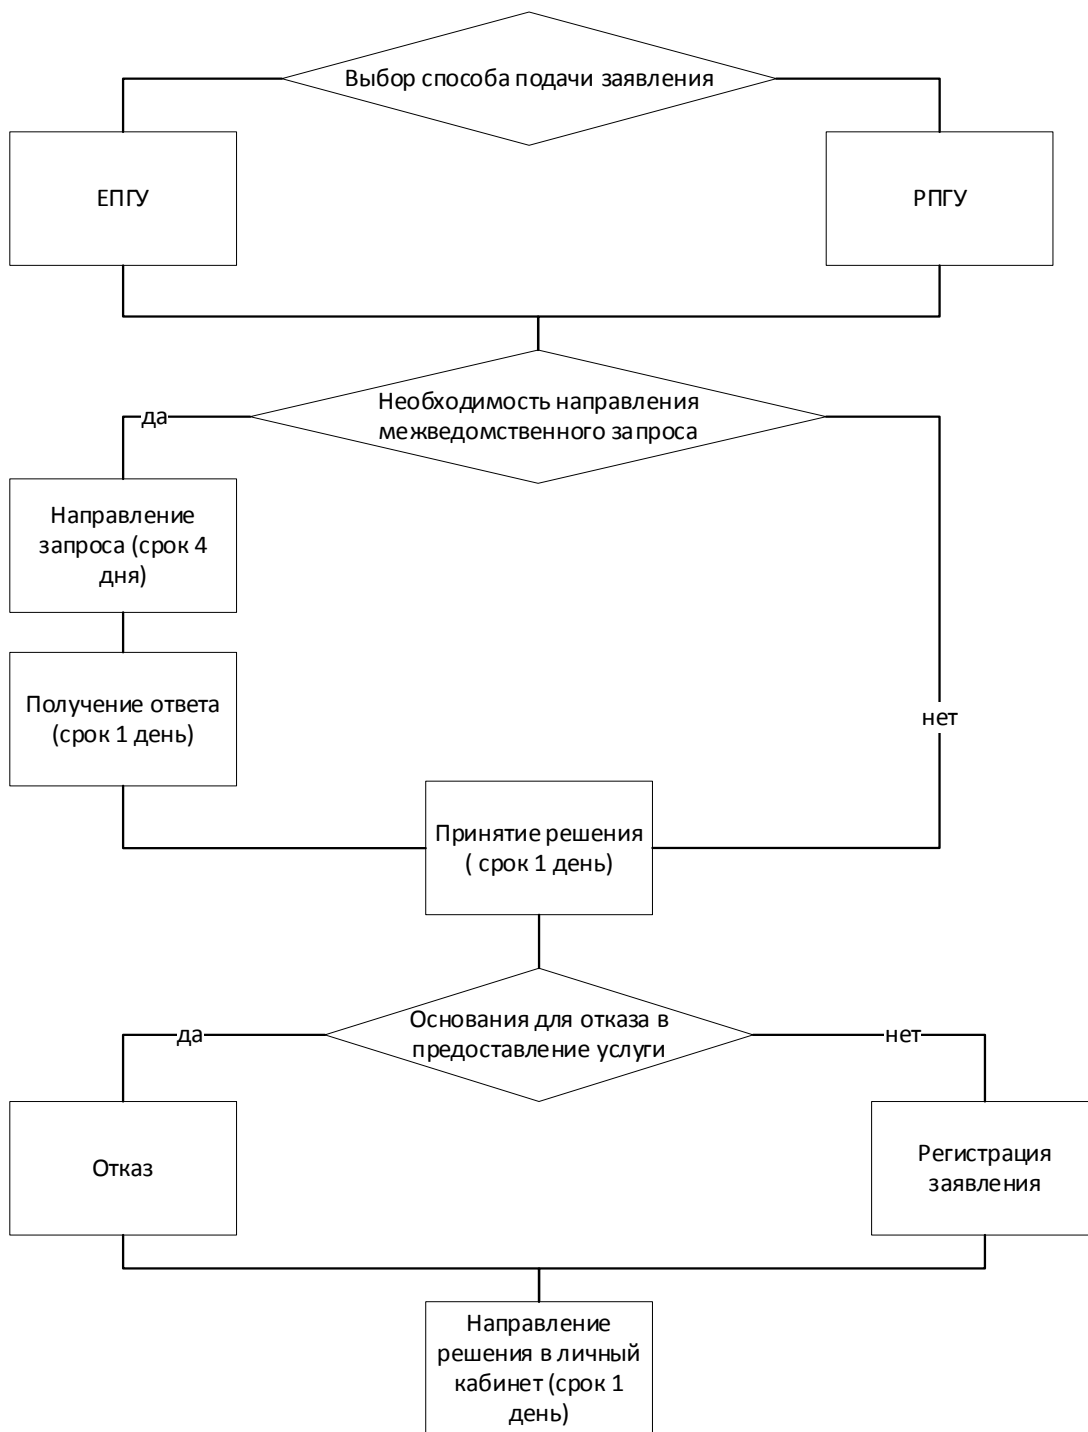 Выбор способа подачи заявления
ЕПГУ
РПГУ
Необходимость направления
межведомственного запроса
да
Направление
запроса (срок 4
дня)
Получение ответа
(срок 1 день)
нет
Принятие решения
( срок 1 день)
Основания для отказа в
предоставление услуги
да
нет
Отказ
Регистрация
заявления
Направление
решения в личный
кабинет (срок 1
день)